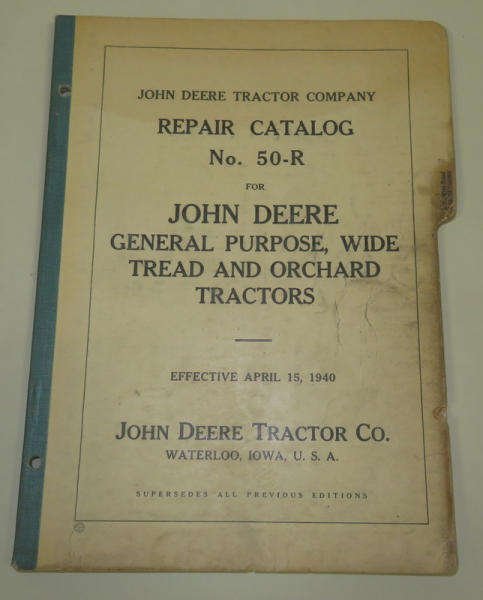 JOHN DEERE TRACTOR COMPANY
REPAIR CATALOG
No. 50-R
FOR
JOHN DEERE
GENERAL PURPOSE, WIDE
TREAD AND ORCHARD
TRACTORS
EFFECTIVE APRIL 15, 1940
JOHN DEERE TRACTOR CO.
WATERLOO, IOWA, U. S. A.
SUPERSEDES ALL PREVIOUS EDITIONS